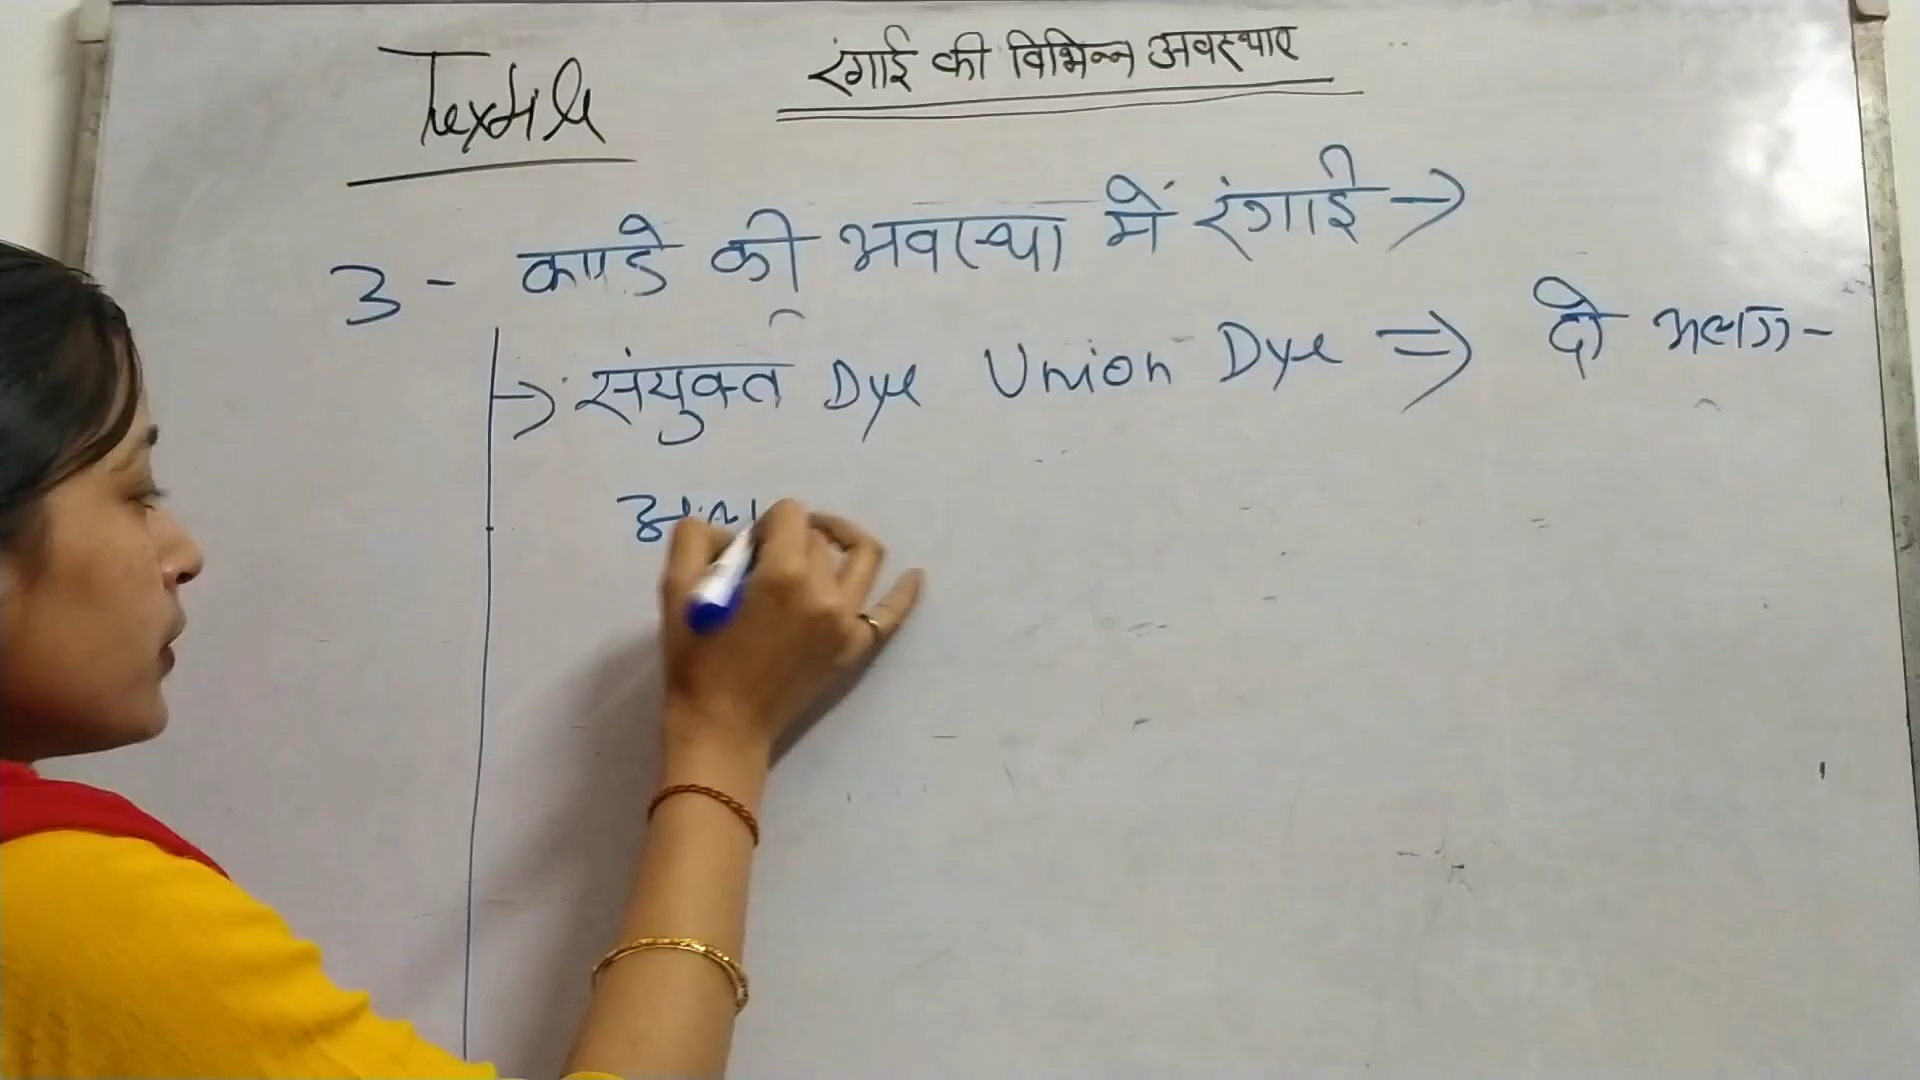 Textile
रंगाई की विभिन्न अवस्थाए
3 - कपड़े की अवस्था में रंगाई →
→ संयुक्त Dye Union Dye ⇒ दो अलग-